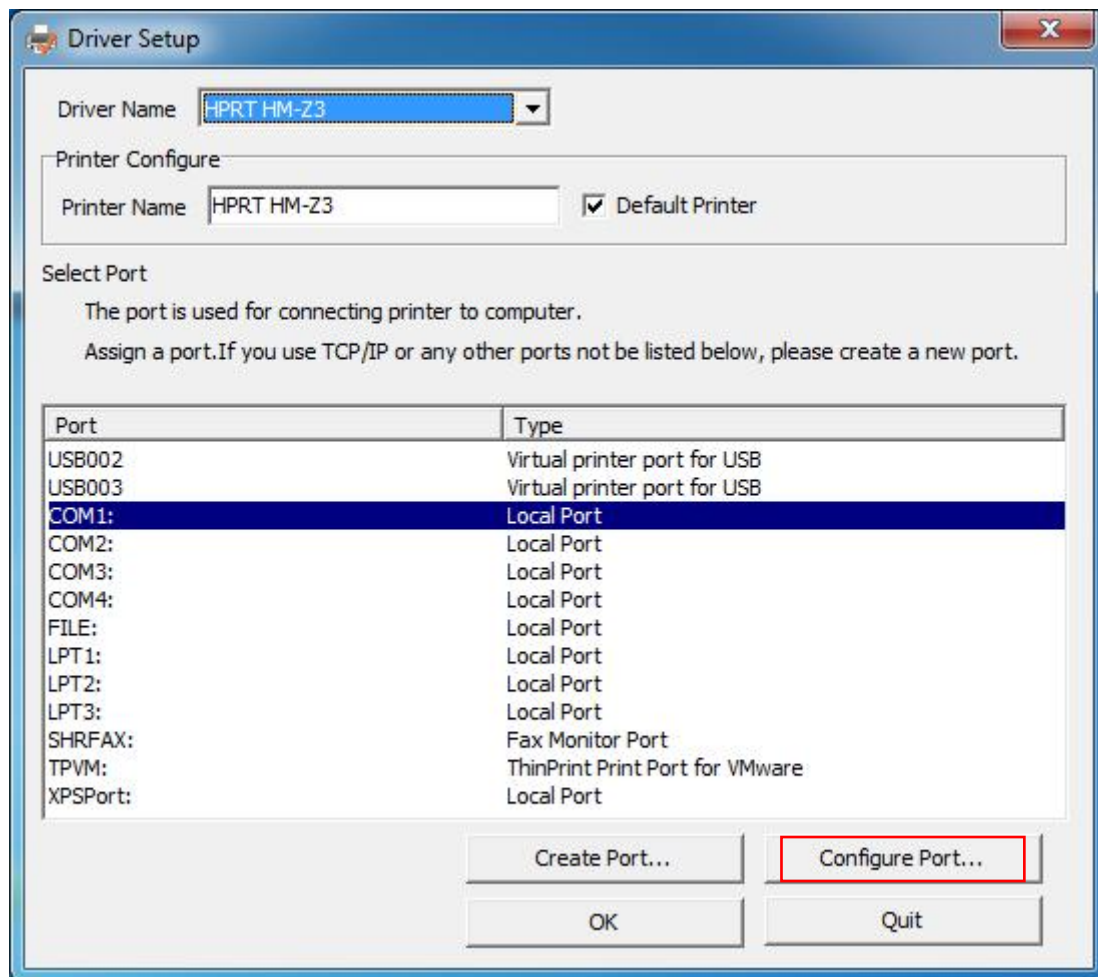 Driver Setup
Driver Name HPRT HM-Z3
Printer Configure
Printer Name HPRT HM-Z3 Default Printer
Select Port
The port is used for connecting printer to computer.
Assign a port.If you use TCP/IP or any other ports not be listed below, please create a new port.
Port Type
USB002 Virtual printer port for USB
USB003 Virtual printer port for USB
COM1: Local Port
COM2: Local Port
COM3: Local Port
COM4: Local Port
FILE: Local Port
LPT1: Local Port
LPT2: Local Port
LPT3: Local Port
SHRFAX: Fax Monitor Port
TPVM: ThinPrint Print Port for VMware
XPSPort: Local Port
Create Port... Configure Port...
OK Quit